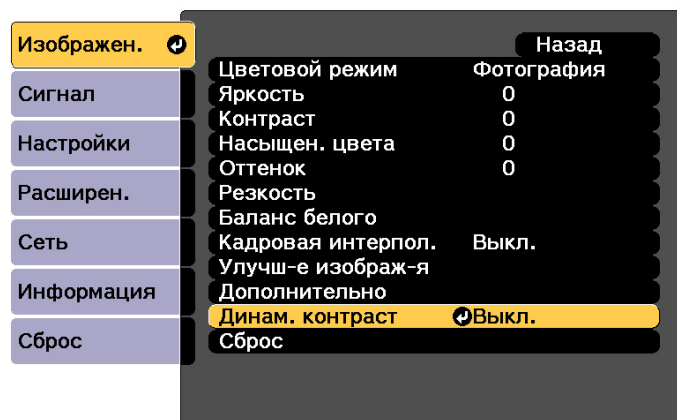 Изображен.
Сигнал
Настройки
Расширен.
Сеть
Информация
Сброс
Назад
Цветовой режим Фотография
Яркость 0
Контраст 0
Насыщен. цвета 0
Оттенок 0
Резкость
Баланс белого
Кадровая интерпол. Выкл.
Улучш-е изображ-я
Дополнительно
Динам. контраст Выкл.
Сброс